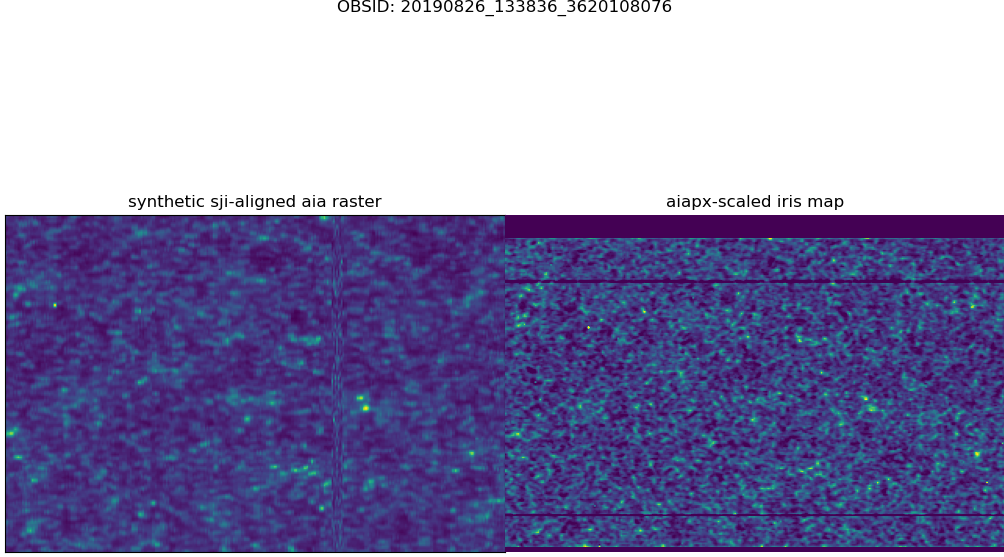 OBSID: 20190826_133836_3620108076
synthetic sji-aligned aia raster
aiapx-scaled iris map